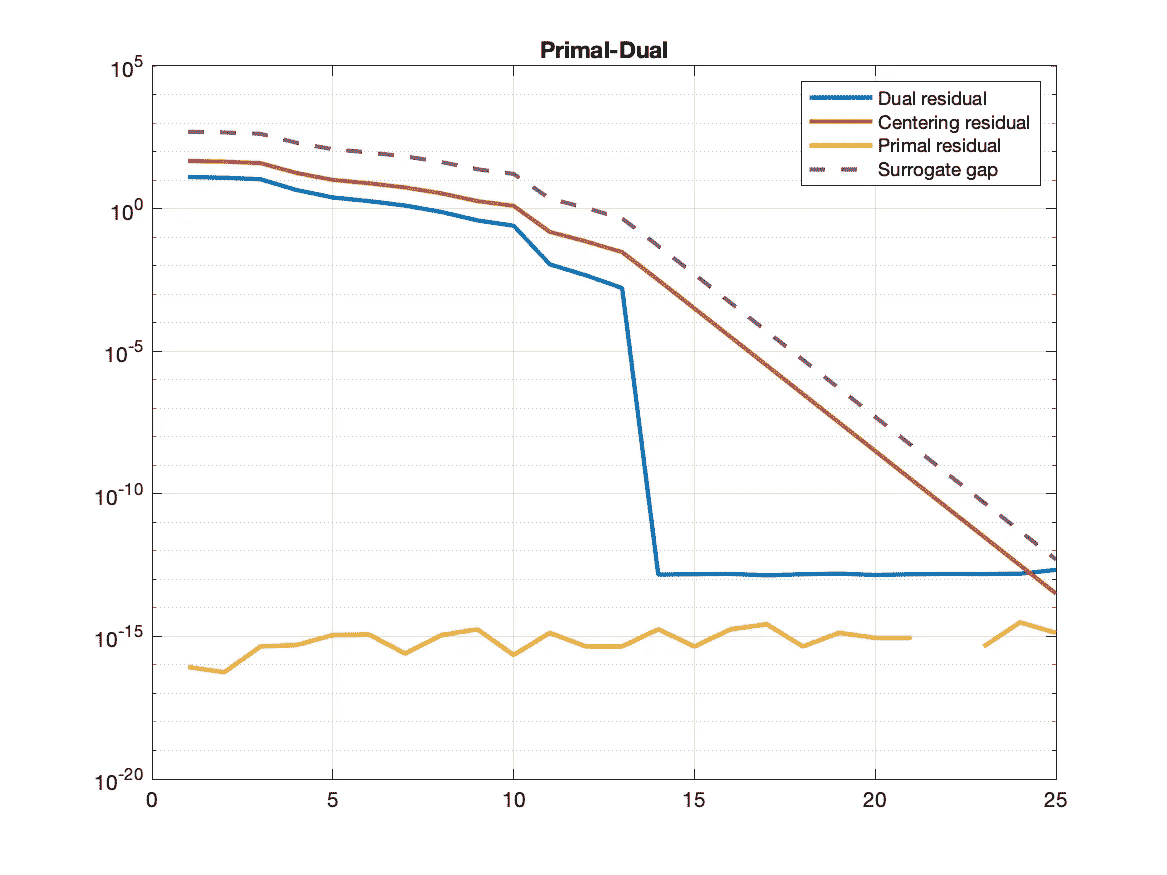 Primal-Dual
10^5
10^0
10^-5
10^-10
10^-15
10^-20
0 5 10 15 20 25
Dual residual
Centering residual
Primal residual
Surrogate gap